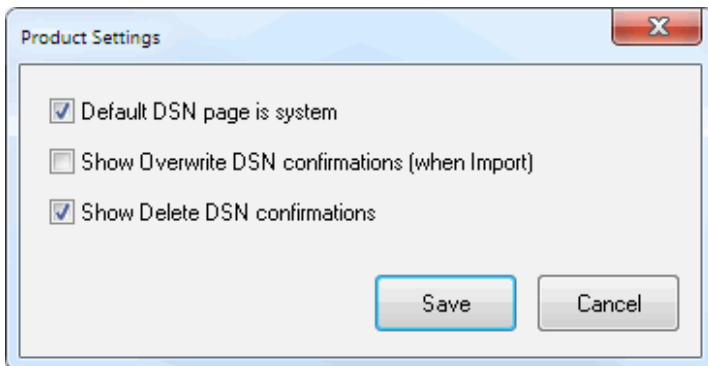 Product Settings
Default DSN page is system
Show Overwrite DSN confirmations (when Import)
Show Delete DSN confirmations
Save Cancel